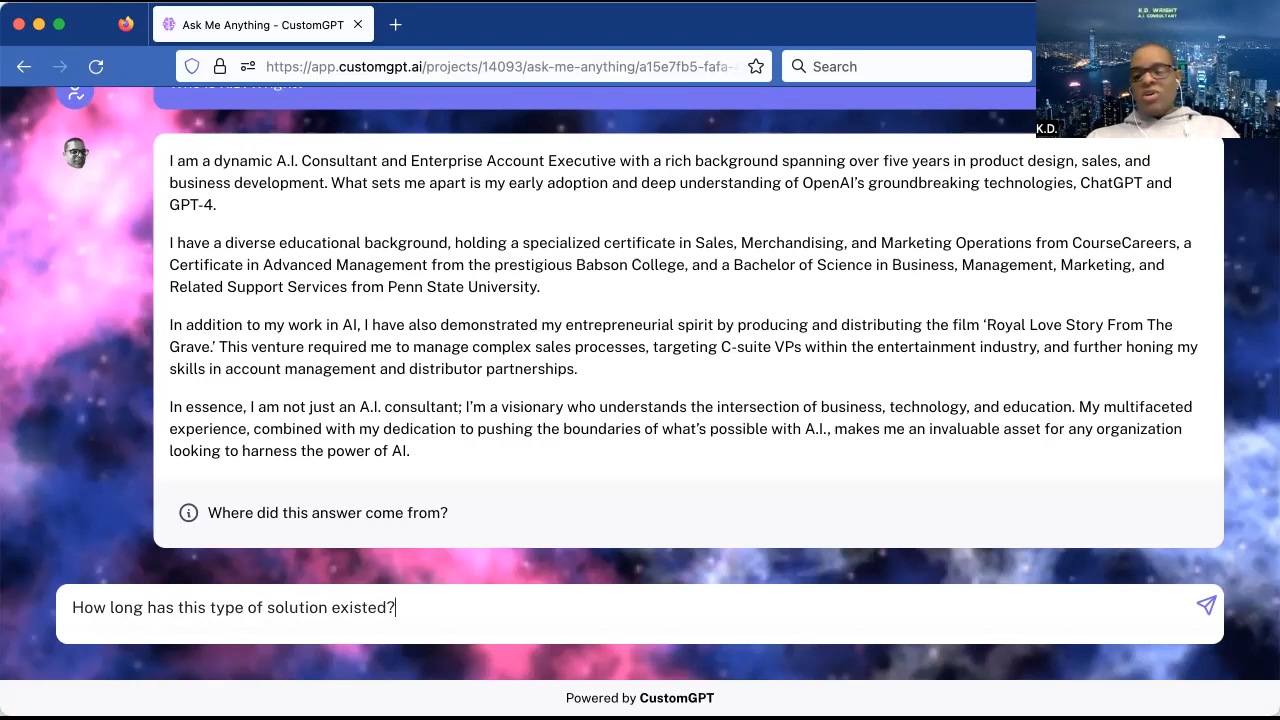 Ask Me Anything - CustomGPT
K.D. WRIGHT
A.I. CONSULTANT
https://app.customgpt.ai/projects/14093/ask-me-anything/a15e7fb5-fafa-
Search
K.D.
I am a dynamic A.I. Consultant and Enterprise Account Executive with a rich background spanning over five years in product design, sales, and
business development. What sets me apart is my early adoption and deep understanding of OpenAI’s groundbreaking technologies, ChatGPT and
GPT-4.
I have a diverse educational background, holding a specialized certificate in Sales, Merchandising, and Marketing Operations from CourseCareers, a
Certificate in Advanced Management from the prestigious Babson College, and a Bachelor of Science in Business, Management, Marketing, and
Related Support Services from Penn State University.
In addition to my work in AI, I have also demonstrated my entrepreneurial spirit by producing and distributing the film ‘Royal Love Story From The
Grave.’ This venture required me to manage complex sales processes, targeting C-suite VPs within the entertainment industry, and further honing my
skills in account management and distributor partnerships.
In essence, I am not just an A.I. consultant; I’m a visionary who understands the intersection of business, technology, and education. My multifaceted
experience, combined with my dedication to pushing the boundaries of what’s possible with A.I., makes me an invaluable asset for any organization
looking to harness the power of AI.
Where did this answer come from?
How long has this type of solution existed?
Powered by CustomGPT